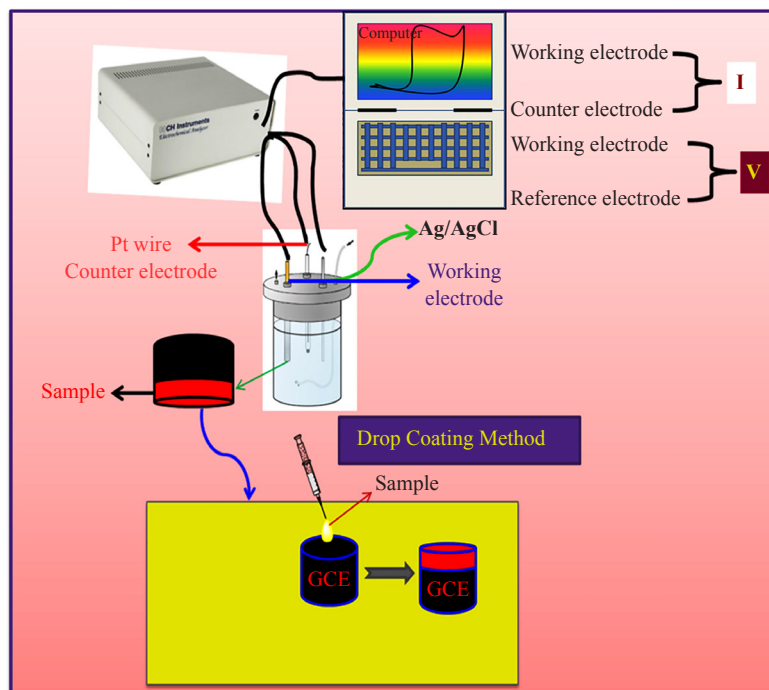 Computer
Working electrode
I
Counter electrode
CH Instruments
Electrochemical Analyzer
Working electrode
V
Reference electrode
Ag/AgCl
Pt wire
Counter electrode
Working
electrode
Sample
Drop Coating Method
Sample
GCE
GCE